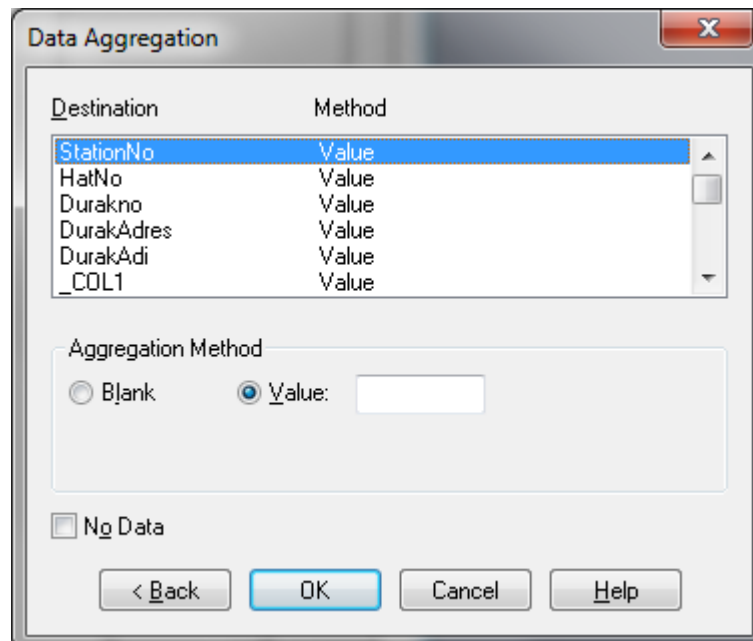 Data Aggregation
Destination Method
StationNo Value
HatNo Value
Durakno Value
DurakAdres Value
DurakAdi Value
_COL1 Value
Aggregation Method
Blank Value:
No Data
< Back OK Cancel Help